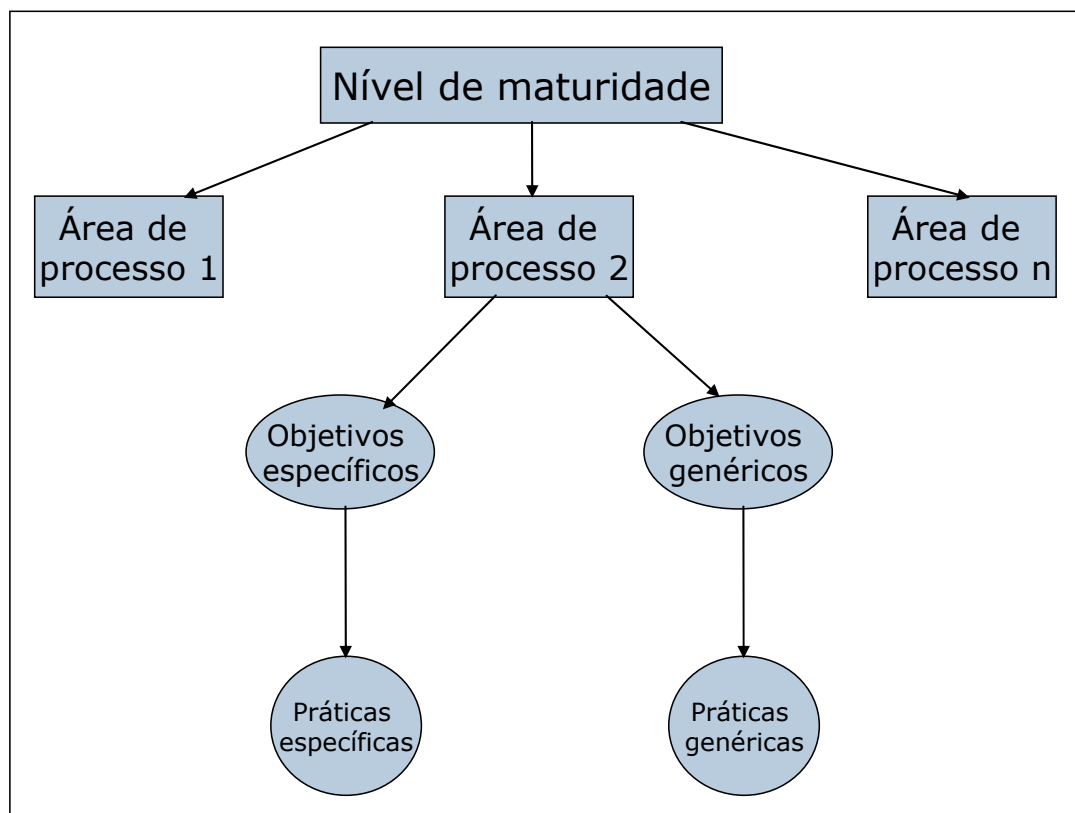 Nível de maturidade
Área de
processo 1
Área de
processo 2
Área de
processo n
Objetivos
específicos
Objetivos
genéricos
Práticas
específicas
Práticas
genéricas